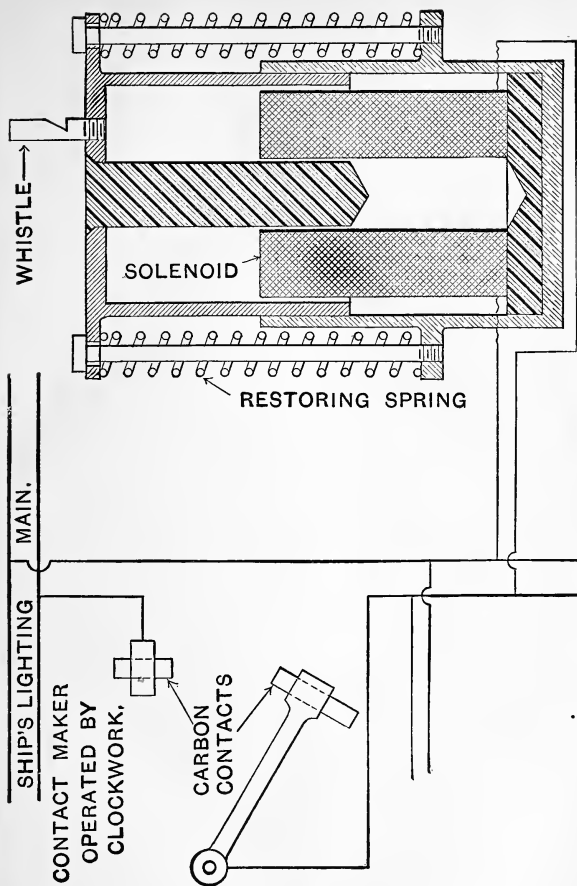 WHISTLE
SOLENOID
RESTORING SPRING
SHIP'S LIGHTING MAIN.
CONTACT MAKER
OPERATED BY
CLOCKWORK.
CARBON
CONTACTS